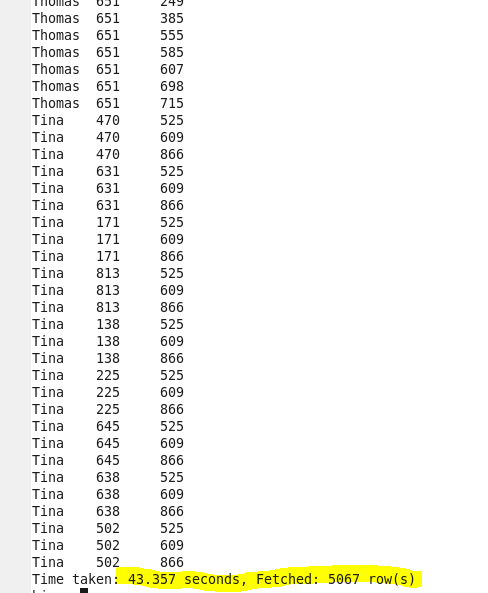 Thomas 651 249
Thomas 651 385
Thomas 651 555
Thomas 651 585
Thomas 651 607
Thomas 651 698
Thomas 651 715
Tina 470 525
Tina 470 609
Tina 470 866
Tina 631 525
Tina 631 609
Tina 631 866
Tina 171 525
Tina 171 609
Tina 171 866
Tina 813 525
Tina 813 609
Tina 813 866
Tina 138 525
Tina 138 609
Tina 138 866
Tina 225 525
Tina 225 609
Tina 225 866
Tina 645 525
Tina 645 609
Tina 645 866
Tina 638 525
Tina 638 609
Tina 638 866
Tina 502 525
Tina 502 609
Tina 502 866
Time taken: 43.357 seconds, Fetched: 5067 row(s)